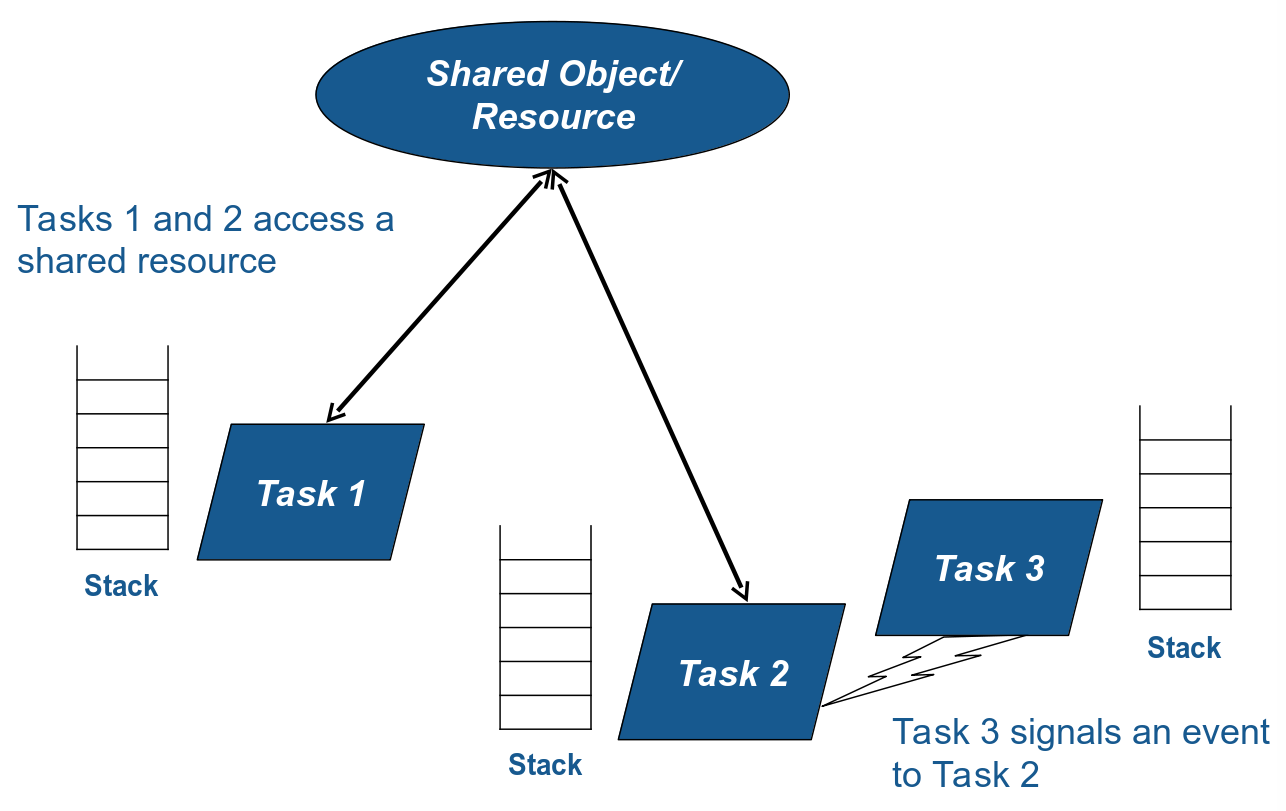 Shared Object/
Resource
Tasks 1 and 2 access a
shared resource
Task 1
Stack
Task 2
Stack
Task 3
Stack
Task 3 signals an event
to Task 2